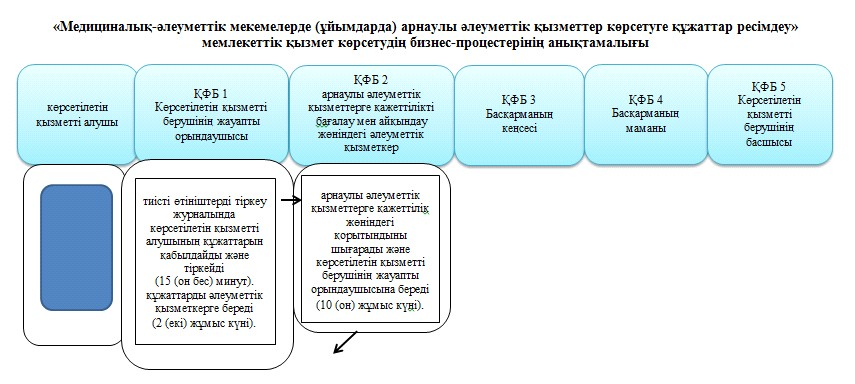 «Медициналық-әлеуметтік мекемелерде (ұйымдарда) арнаулы әлеуметтік қызметтер көрсетуге құжаттар ресімдеу»
мемлекеттік қызмет көрсетудің бизнес-процестерінің анықтамалығы
көрсетілетін
қызметті алушы
ҚФБ 1
Көрсетілетін қызметті
берушінің жауапты
орындаушысы
ҚФБ 2
арнаулы әлеуметтік
қызметтерге қажеттілікті
бағалау мен айқындау
жөніндегі әлеуметтік
қызметкер
ҚФБ 3
Басқарманың
кеңсесі
ҚФБ 4
Басқарманың
маманы
ҚФБ 5
Көрсетілетін
қызметті
берушінің
басшысы
тиісті өтініштерді тіркеу
журналында
көрсетілетін қызметті
алушының құжаттарын
қабылдайды және
тіркейді
(15 (он бес) минут).
құжаттарды әлеуметтік
қызметкерге береді
(2 (екі) жұмыс күні).
арнаулы әлеуметтік
қызметтерге қажеттілік
жөніндегі
қорытындыны
шығарады және
көрсетілетін қызметті
берушінің жауапты
орындаушысына береді
(10 (он) жұмыс күні).